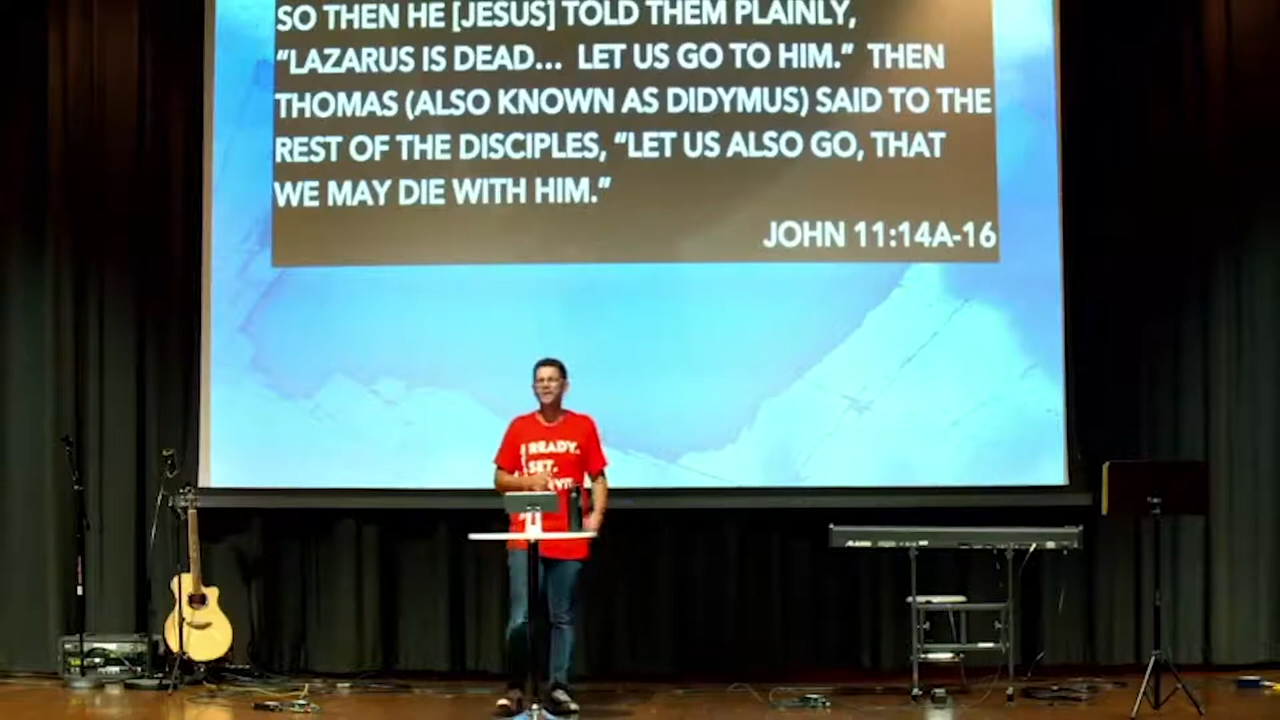 SO THEN HE [JESUS] TOLD THEM PLAINLY,
“LAZARUS IS DEAD... LET US GO TO HIM.” THEN
THOMAS (ALSO KNOWN AS DIDYMUS) SAID TO THE
REST OF THE DISCIPLES, “LET US ALSO GO, THAT
WE MAY DIE WITH HIM.”
JOHN 11:14A-16
READY.
SET.